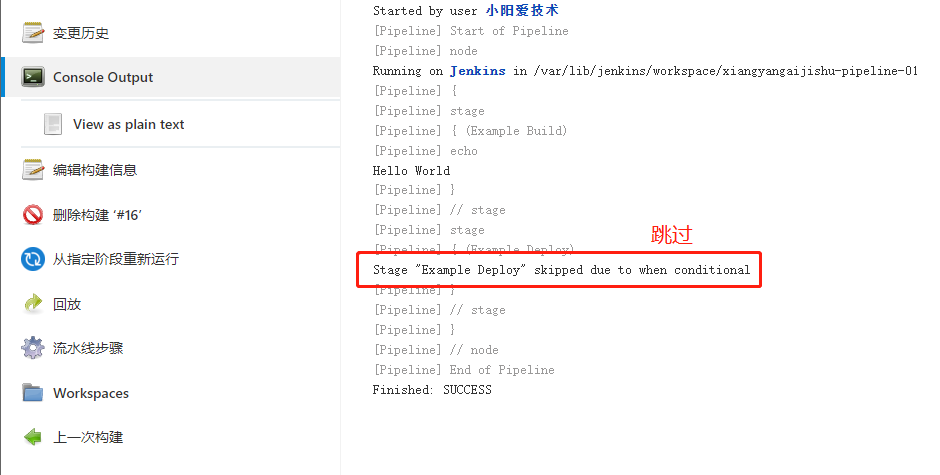 变更历史
Console Output
View as plain text
编辑构建信息
删除构建 ‘#16’
从指定阶段重新运行
回放
流水线步骤
Workspaces
上一次构建
Started by user 小阳爱技术
[Pipeline] Start of Pipeline
[Pipeline] node
Running on Jenkins in /var/lib/jenkins/workspace/xiangyangaijishu-pipeline-01
[Pipeline] {
[Pipeline] stage
[Pipeline] { (Example Build)
[Pipeline] echo
Hello World
[Pipeline] }
[Pipeline] // stage
[Pipeline] stage
跳过
[Pipeline] { (Example Deploy)
Stage "Example Deploy" skipped due to when conditional
[Pipeline] }
[Pipeline] // stage
[Pipeline] }
[Pipeline] // node
[Pipeline] End of Pipeline
Finished: SUCCESS